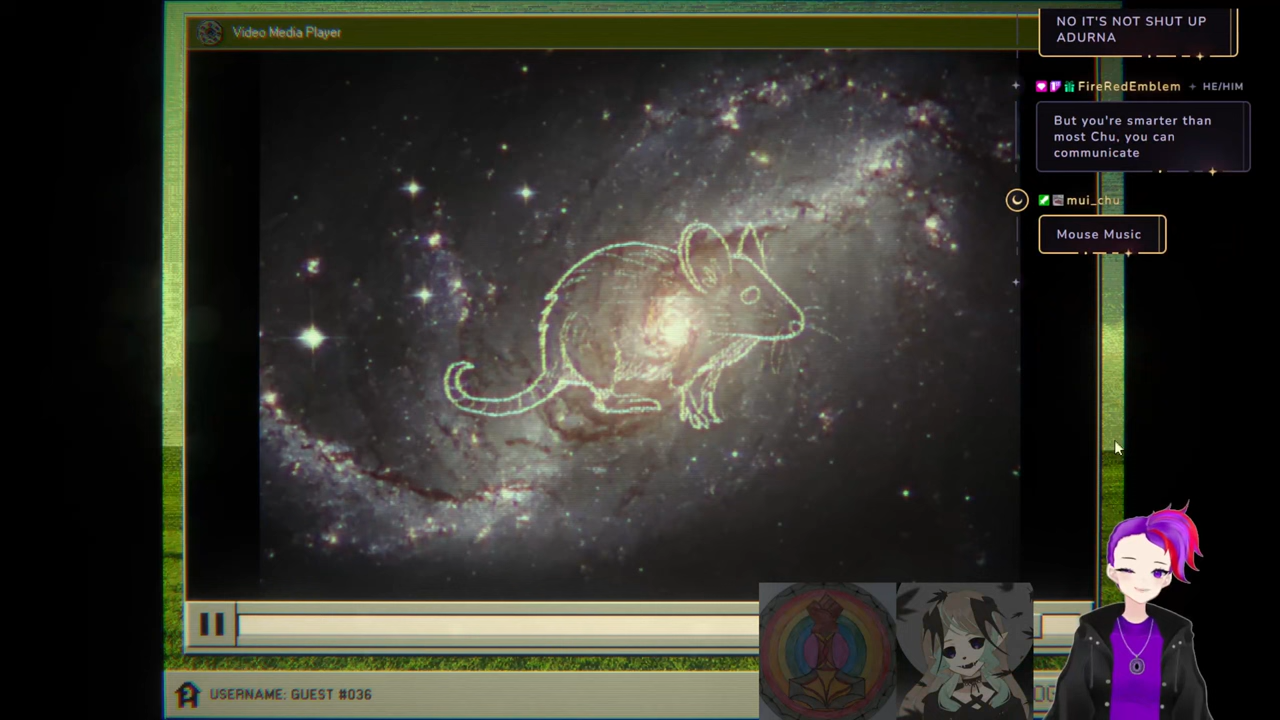 Video Media Player
NO IT'S NOT SHUT UP
ADURNA
FireRedEmblem HE/HIM
But you're smarter than
most Chu, you can
communicate
mui_chu
Mouse Music
USERNAME: GUEST #036